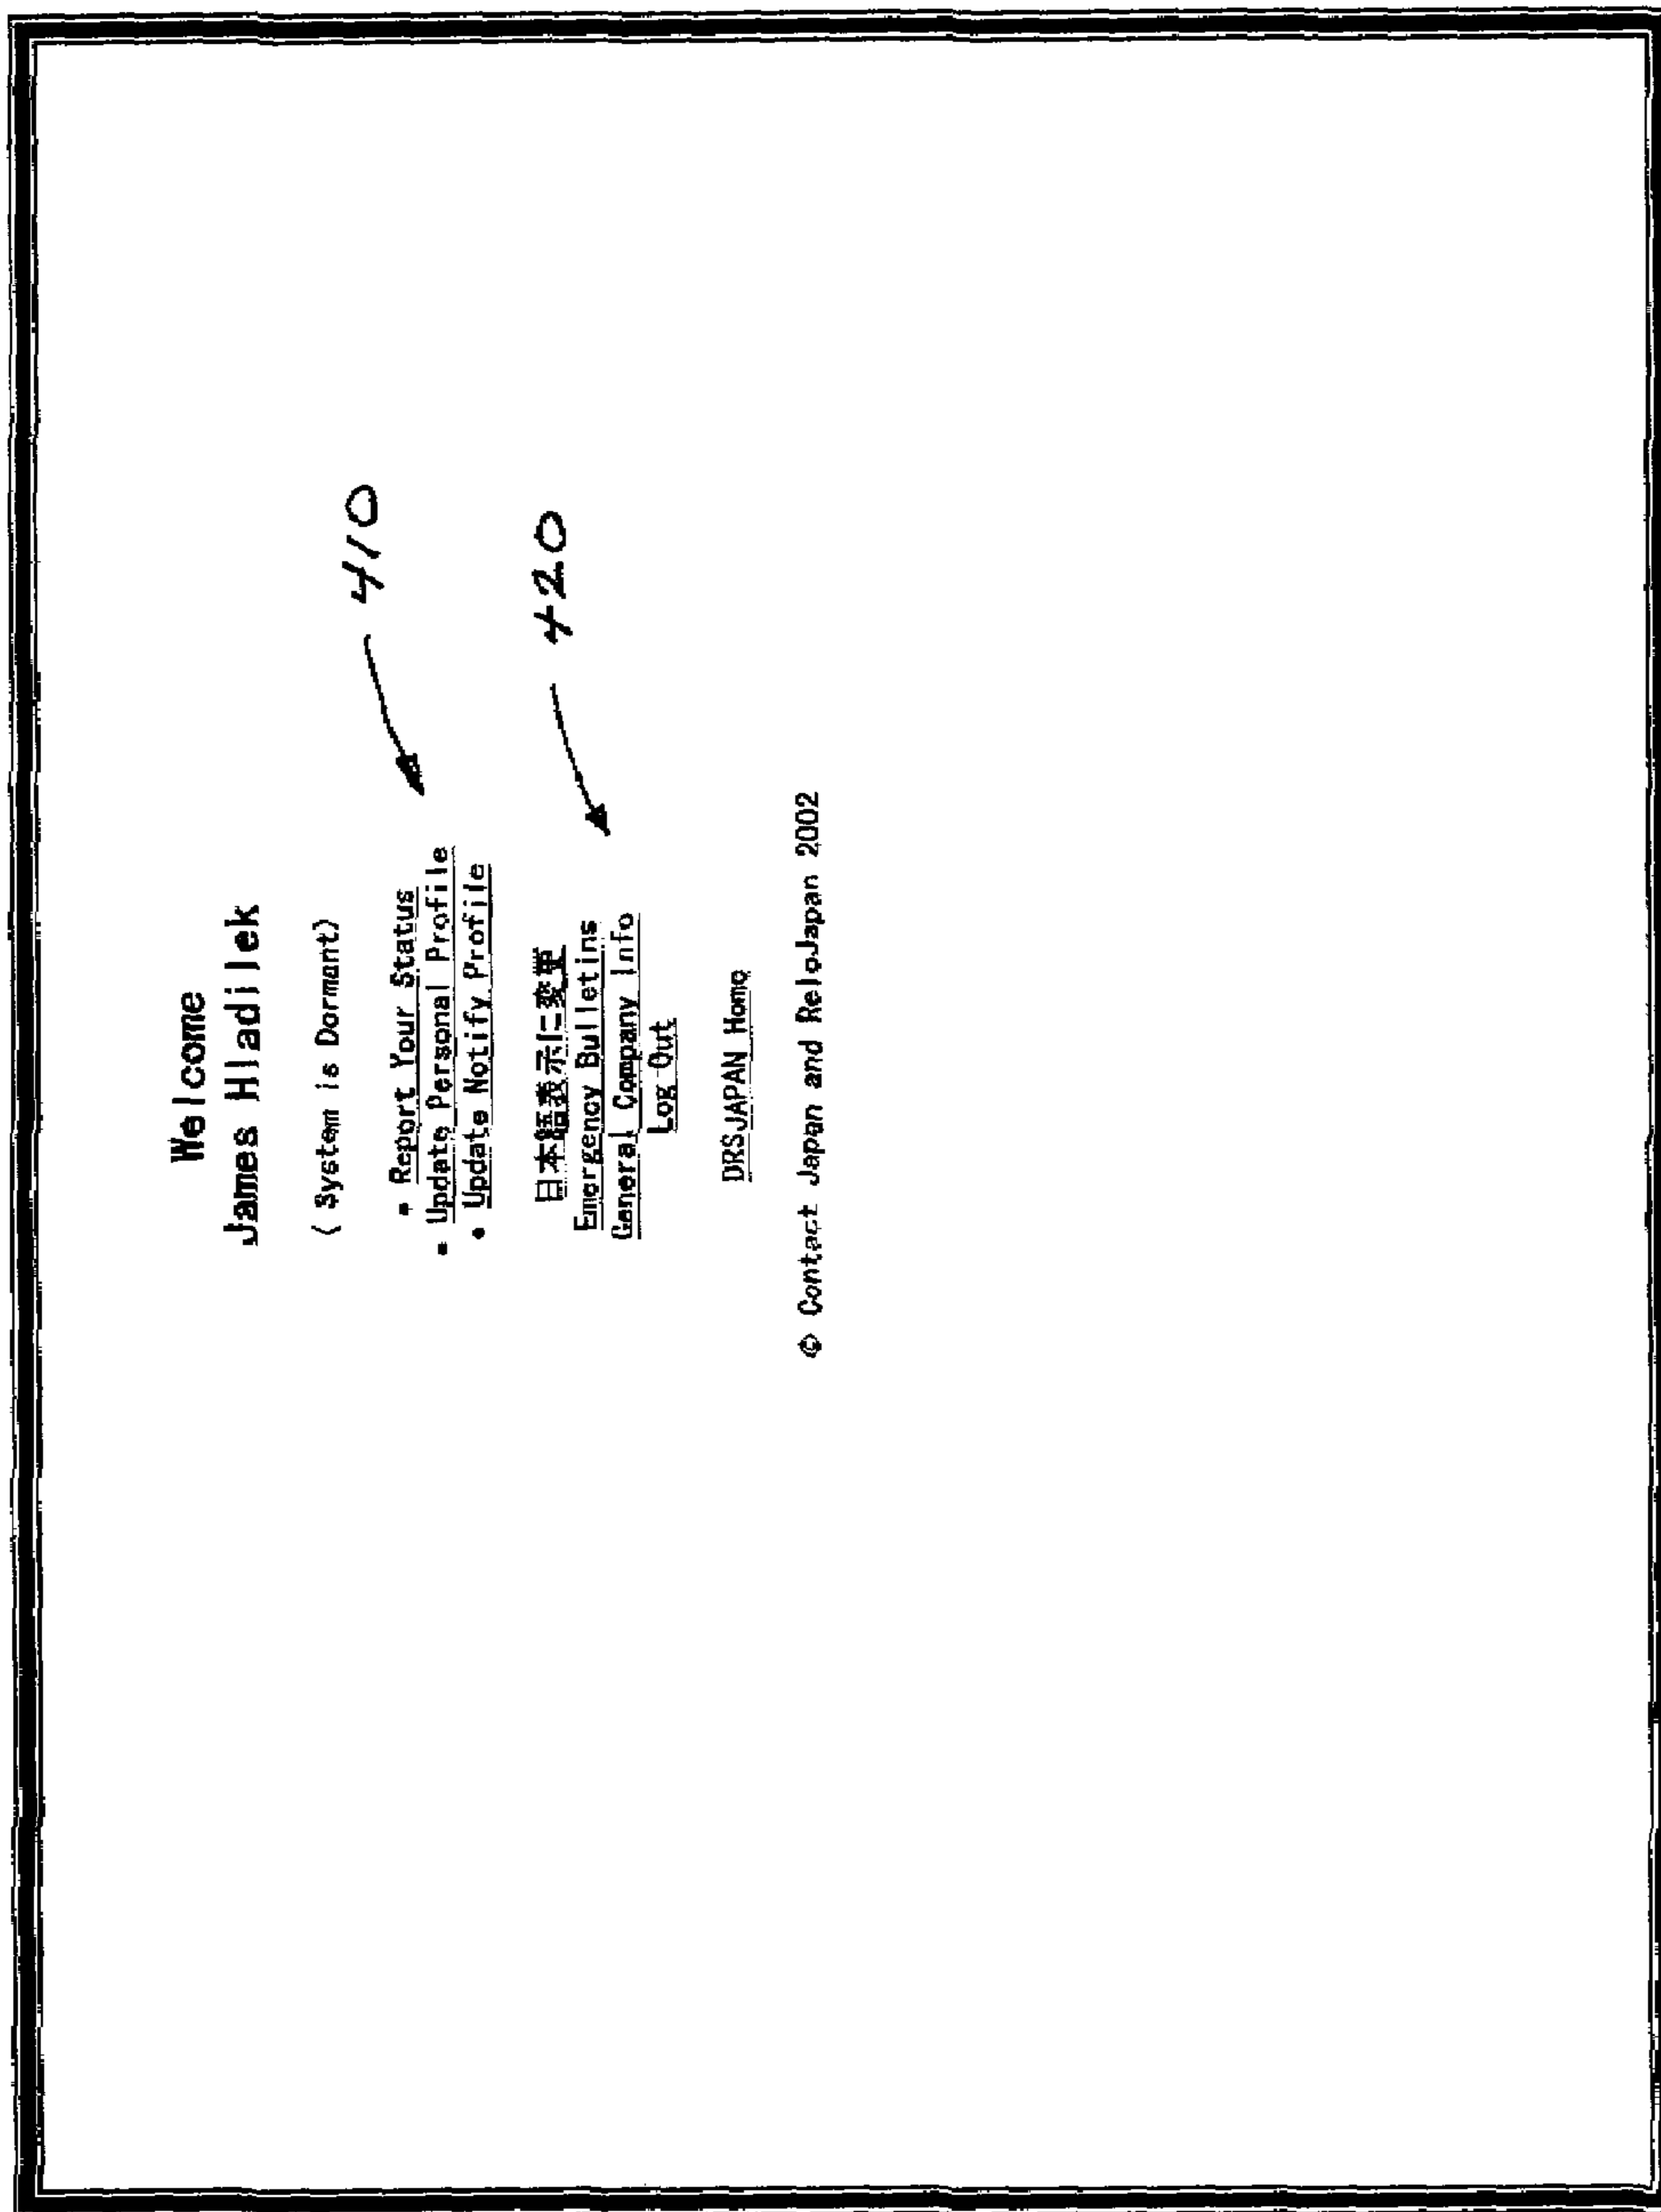 Welcome
James Hladilek
( System is Dormant)
410
• Report Your Status
• Update Personal Profile
• Update Notify Profile
420
日本語表示に変更
Emergency Bulletins
General Company Info
Log Out
DRSJAPAN Home
© Contact Japan and ReloJapan 2002